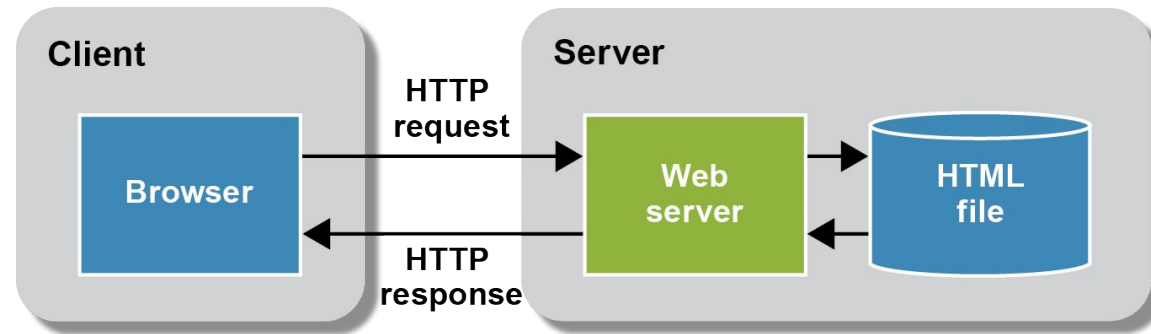 Client
Server
HTTP
request
Browser
Web
server
HTML
file
HTTP
response